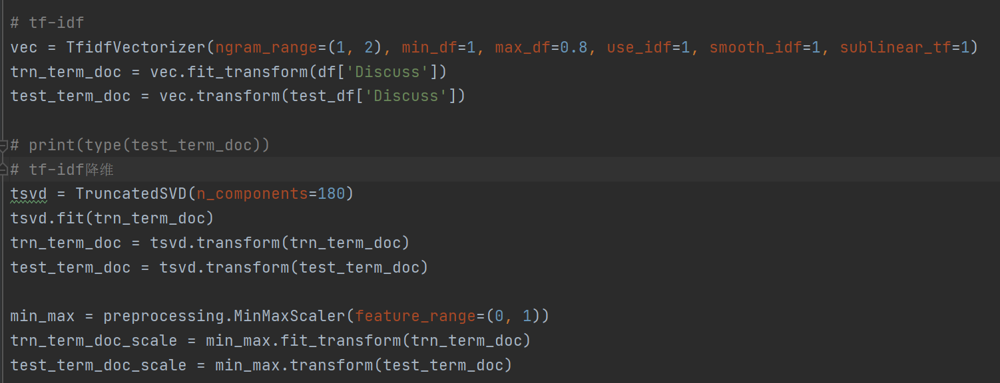 # tf-idf
vec = TfidfVectorizer(ngram_range=(1, 2), min_df=1, max_df=0.8, use_idf=1, smooth_idf=1, sublinear_tf=1)
trn_term_doc = vec.fit_transform(df['Discuss'])
test_term_doc = vec.transform(test_df['Discuss'])
# print(type(test_term_doc))
# tf-idf降维
tsvd = TruncatedSVD(n_components=180)
tsvd.fit(trn_term_doc)
trn_term_doc = tsvd.transform(trn_term_doc)
test_term_doc = tsvd.transform(test_term_doc)
min_max = preprocessing.MinMaxScaler(feature_range=(0, 1))
trn_term_doc_scale = min_max.fit_transform(trn_term_doc)
test_term_doc_scale = min_max.transform(test_term_doc)